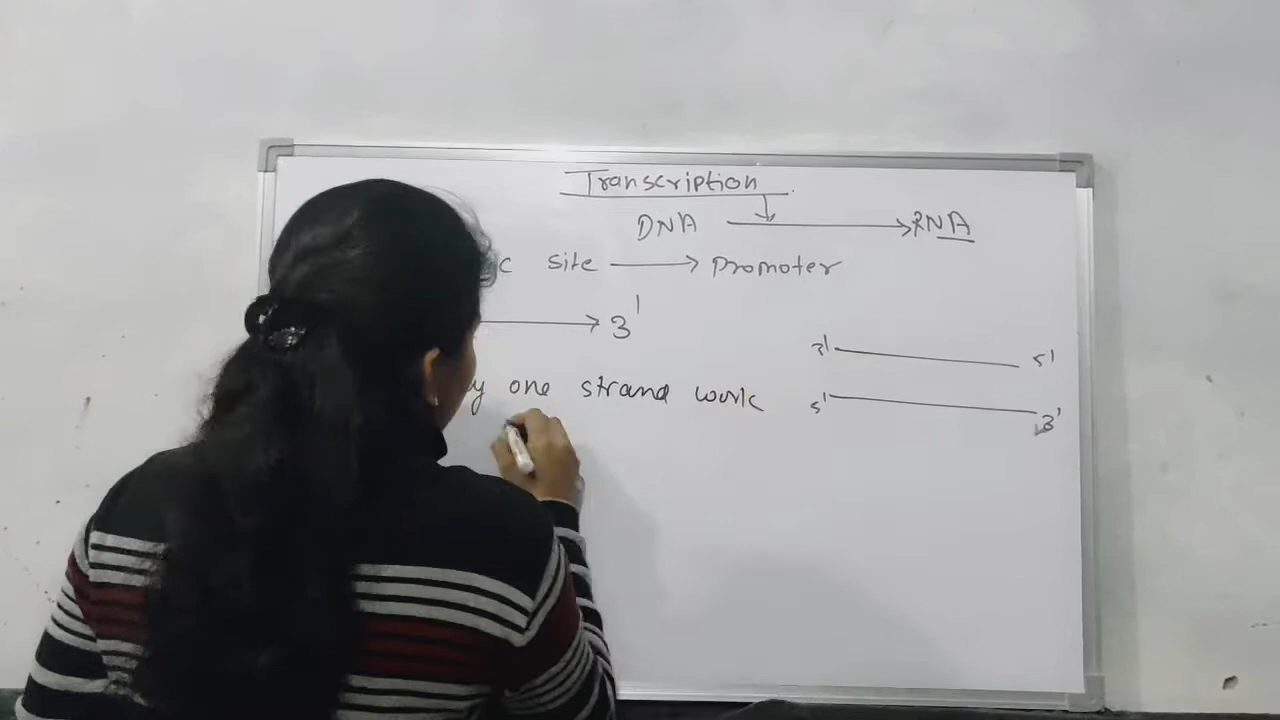 Transcription
DNA → RNA
site → Promoter
→ 3'
one strand work
3' 5'
5' 3'